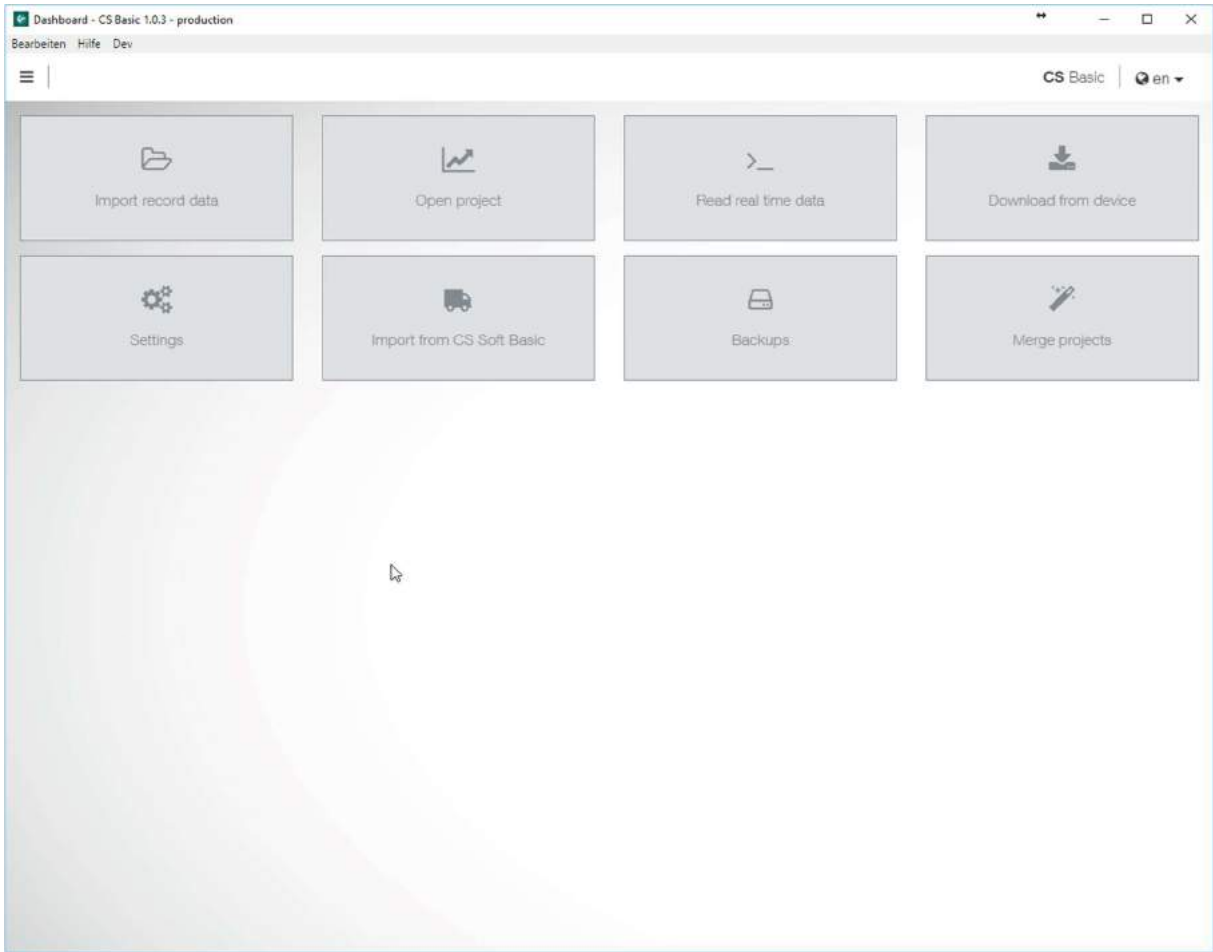 Dashboard - CS Basic 1.0.3 - production
Bearbeiten Hilfe Dev
CS Basic en
Import record data
Open project
Read real time data
Download from device
Settings
Import from CS Soft Basic
Backups
Merge projects